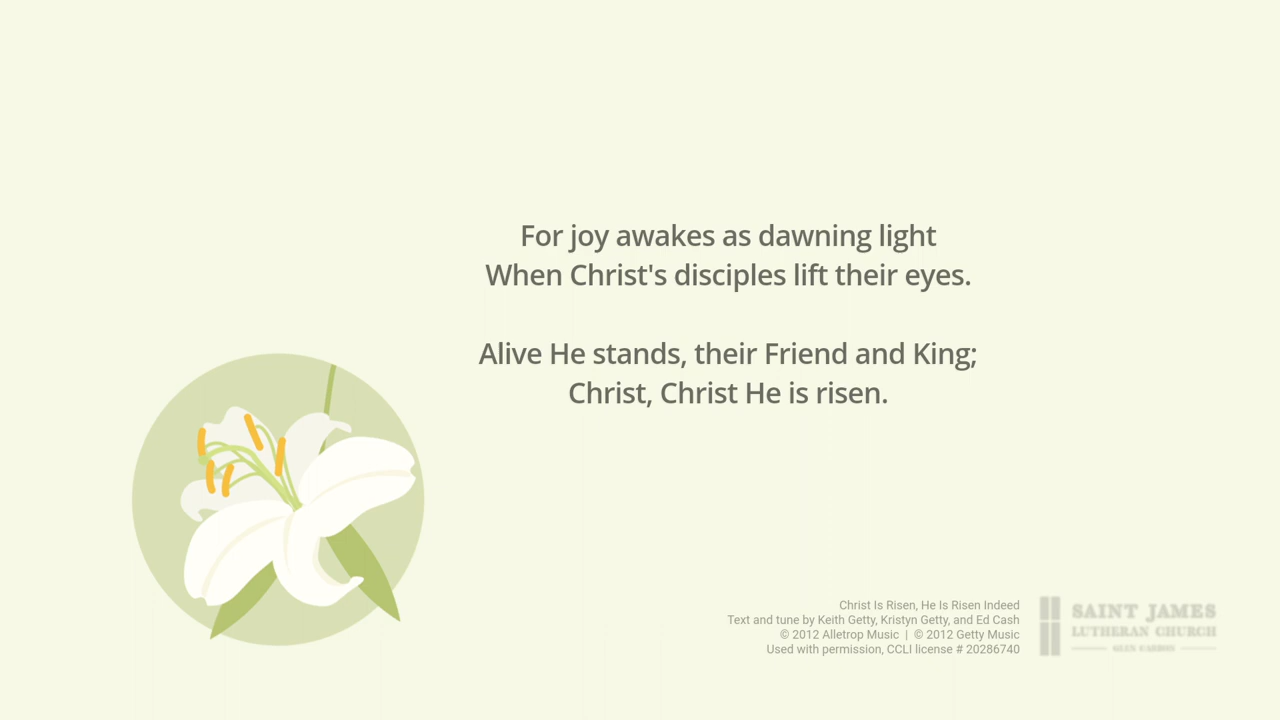 For joy awakes as dawning light
When Christ's disciples lift their eyes.
Alive He stands, their Friend and King;
Christ, Christ He is risen.
Christ Is Risen, He Is Risen Indeed
Text and tune by Keith Getty, Kristyn Getty, and Ed Cash
© 2012 Alletrop Music | © 2012 Getty Music
Used with permission, CCLI license # 20286740
SAINT JAMES
LUTHERAN CHURCH
GLEN CARBON